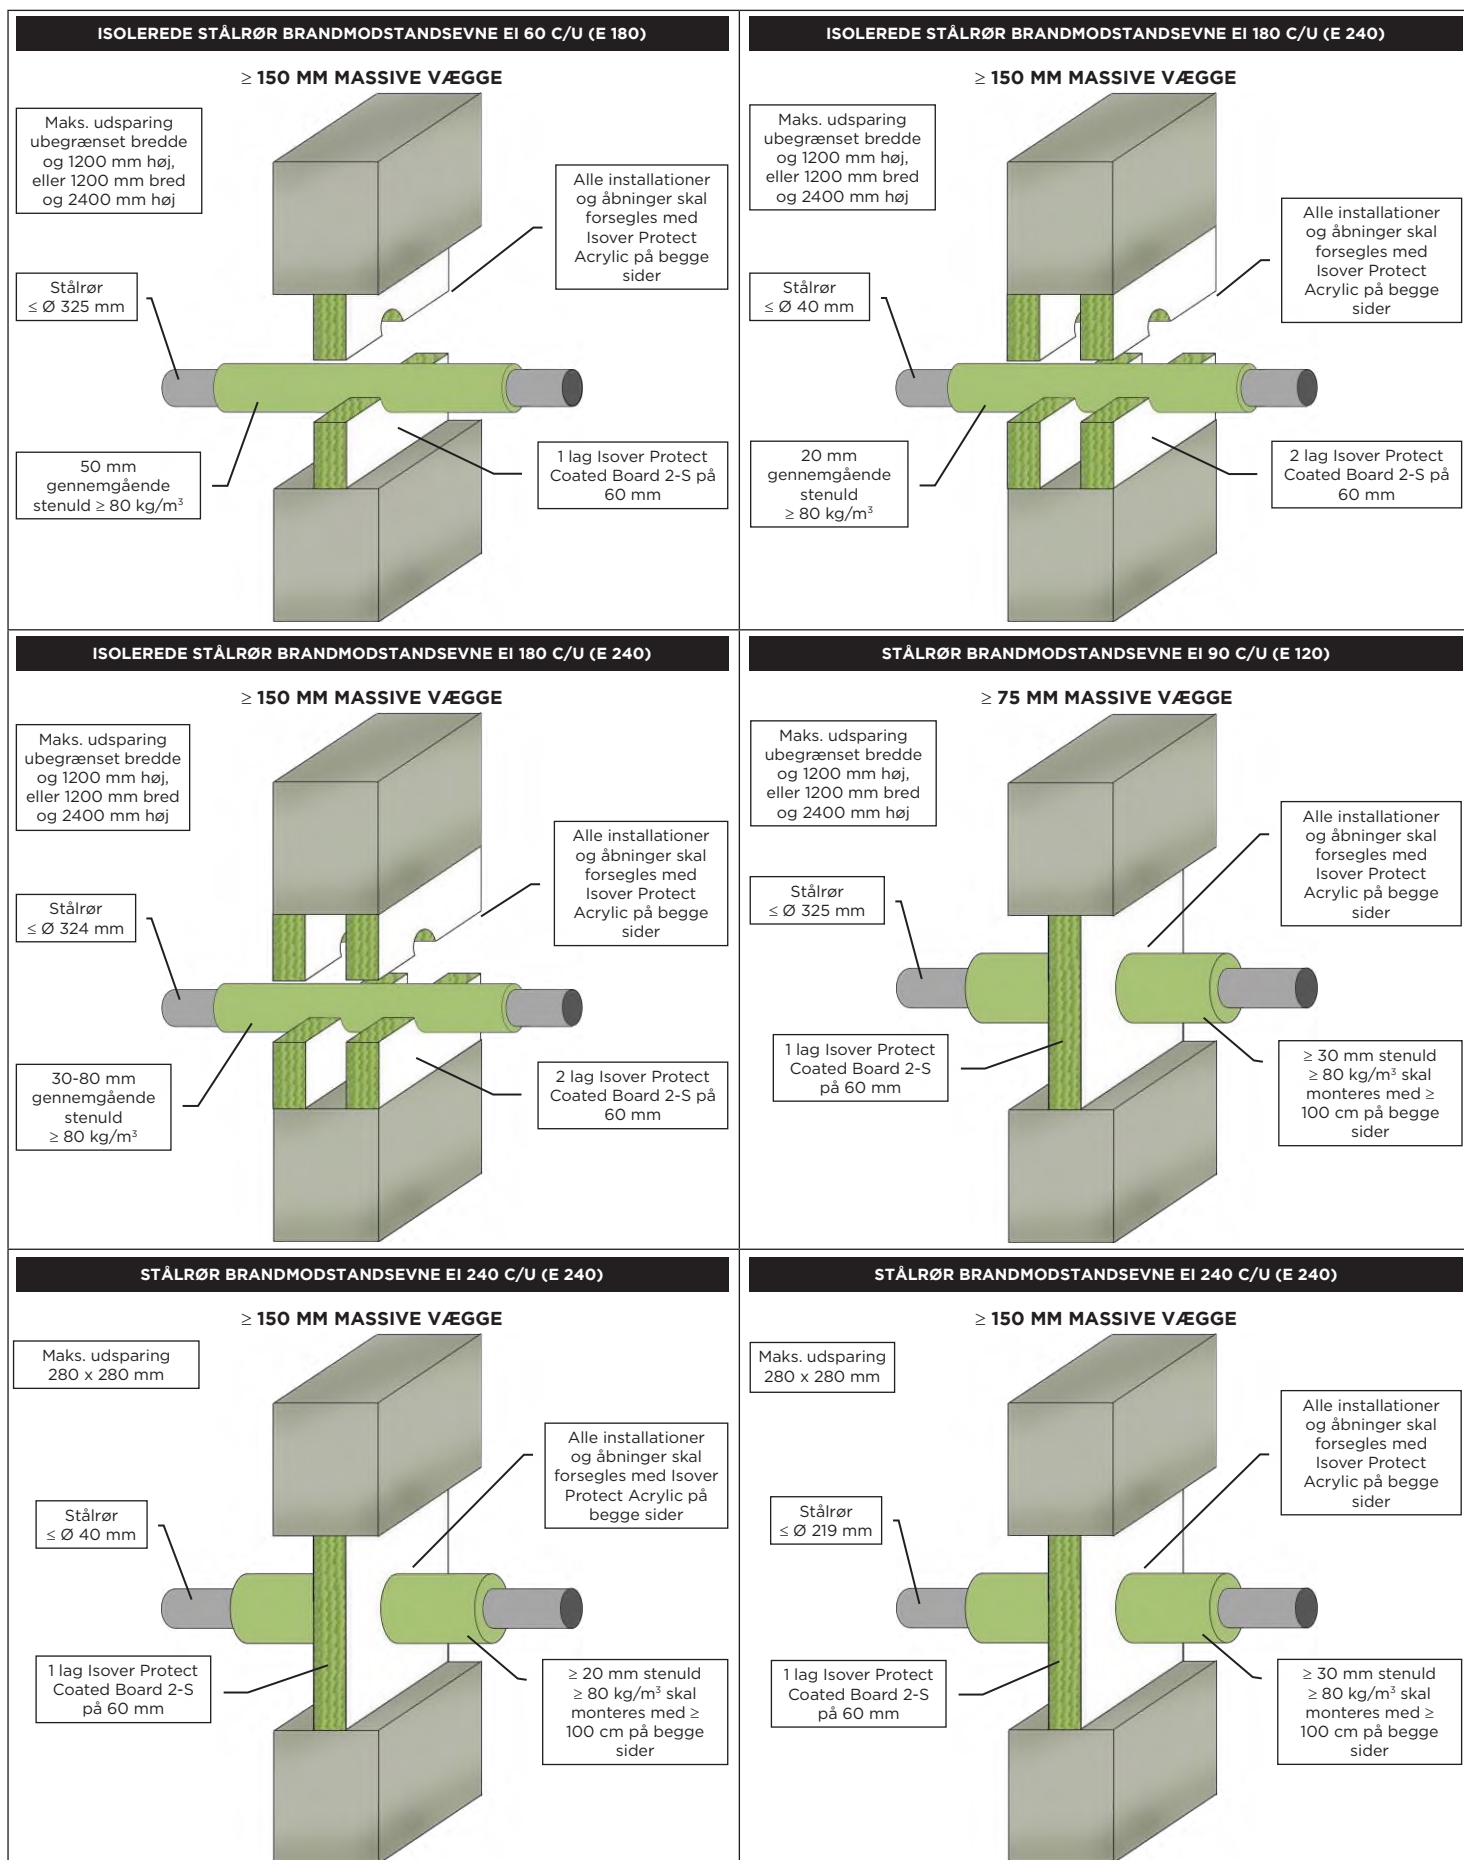 ISOLEREDE STÅLRØR BRANDMODSTANDSEVNE EI 60 C/U (E 180)
≥ 150 MM MASSIVE VÆGGE
Maks. udsparing
ubegrænset bredde
og 1200 mm høj,
eller 1200 mm bred
og 2400 mm høj
Alle installationer
og åbninger skal
forsegles med
Isover Protect
Acrylic på begge
sider
Stålrør
≤ Ø 325 mm
50 mm
gennemgående
stenuld ≥ 80 kg/m³
1 lag Isover Protect
Coated Board 2-S på
60 mm
ISOLEREDE STÅLRØR BRANDMODSTANDSEVNE EI 180 C/U (E 240)
≥ 150 MM MASSIVE VÆGGE
Maks. udsparing
ubegrænset bredde
og 1200 mm høj,
eller 1200 mm bred
og 2400 mm høj
Alle installationer
og åbninger skal
forsegles med
Isover Protect
Acrylic på begge
sider
Stålrør
≤ Ø 40 mm
20 mm
gennemgående
stenuld
≥ 80 kg/m³
2 lag Isover Protect
Coated Board 2-S på
60 mm
ISOLEREDE STÅLRØR BRANDMODSTANDSEVNE EI 180 C/U (E 240)
≥ 150 MM MASSIVE VÆGGE
Maks. udsparing
ubegrænset bredde
og 1200 mm høj,
eller 1200 mm bred
og 2400 mm høj
Alle installationer
og åbninger skal
forsegles med
Isover Protect
Acrylic på begge
sider
Stålrør
≤ Ø 324 mm
30-80 mm
gennemgående
stenuld
≥ 80 kg/m³
2 lag Isover Protect
Coated Board 2-S på
60 mm
STÅLRØR BRANDMODSTANDSEVNE EI 90 C/U (E 120)
≥ 75 MM MASSIVE VÆGGE
Maks. udsparing
ubegrænset bredde
og 1200 mm høj,
eller 1200 mm bred
og 2400 mm høj
Alle installationer
og åbninger skal
forsegles med
Isover Protect
Acrylic på begge
sider
Stålrør
≤ Ø 325 mm
1 lag Isover Protect
Coated Board 2-S
på 60 mm
≥ 30 mm stenuld
≥ 80 kg/m³ skal
monteres med ≥
100 cm på begge
sider
STÅLRØR BRANDMODSTANDSEVNE EI 240 C/U (E 240)
≥ 150 MM MASSIVE VÆGGE
Maks. udsparing
280 x 280 mm
Alle installationer
og åbninger skal
forsegles med Isover
Protect Acrylic på
begge sider
Stålrør
≤ Ø 40 mm
1 lag Isover Protect
Coated Board 2-S
på 60 mm
≥ 20 mm stenuld
≥ 80 kg/m³ skal
monteres med ≥
100 cm på begge
sider
STÅLRØR BRANDMODSTANDSEVNE EI 240 C/U (E 240)
≥ 150 MM MASSIVE VÆGGE
Maks. udsparing
280 x 280 mm
Alle installationer
og åbninger skal
forsegles med
Isover Protect
Acrylic på begge
sider
Stålrør
≤ Ø 219 mm
1 lag Isover Protect
Coated Board 2-S
på 60 mm
≥ 30 mm stenuld
≥ 80 kg/m³ skal
monteres med ≥
100 cm på begge
sider